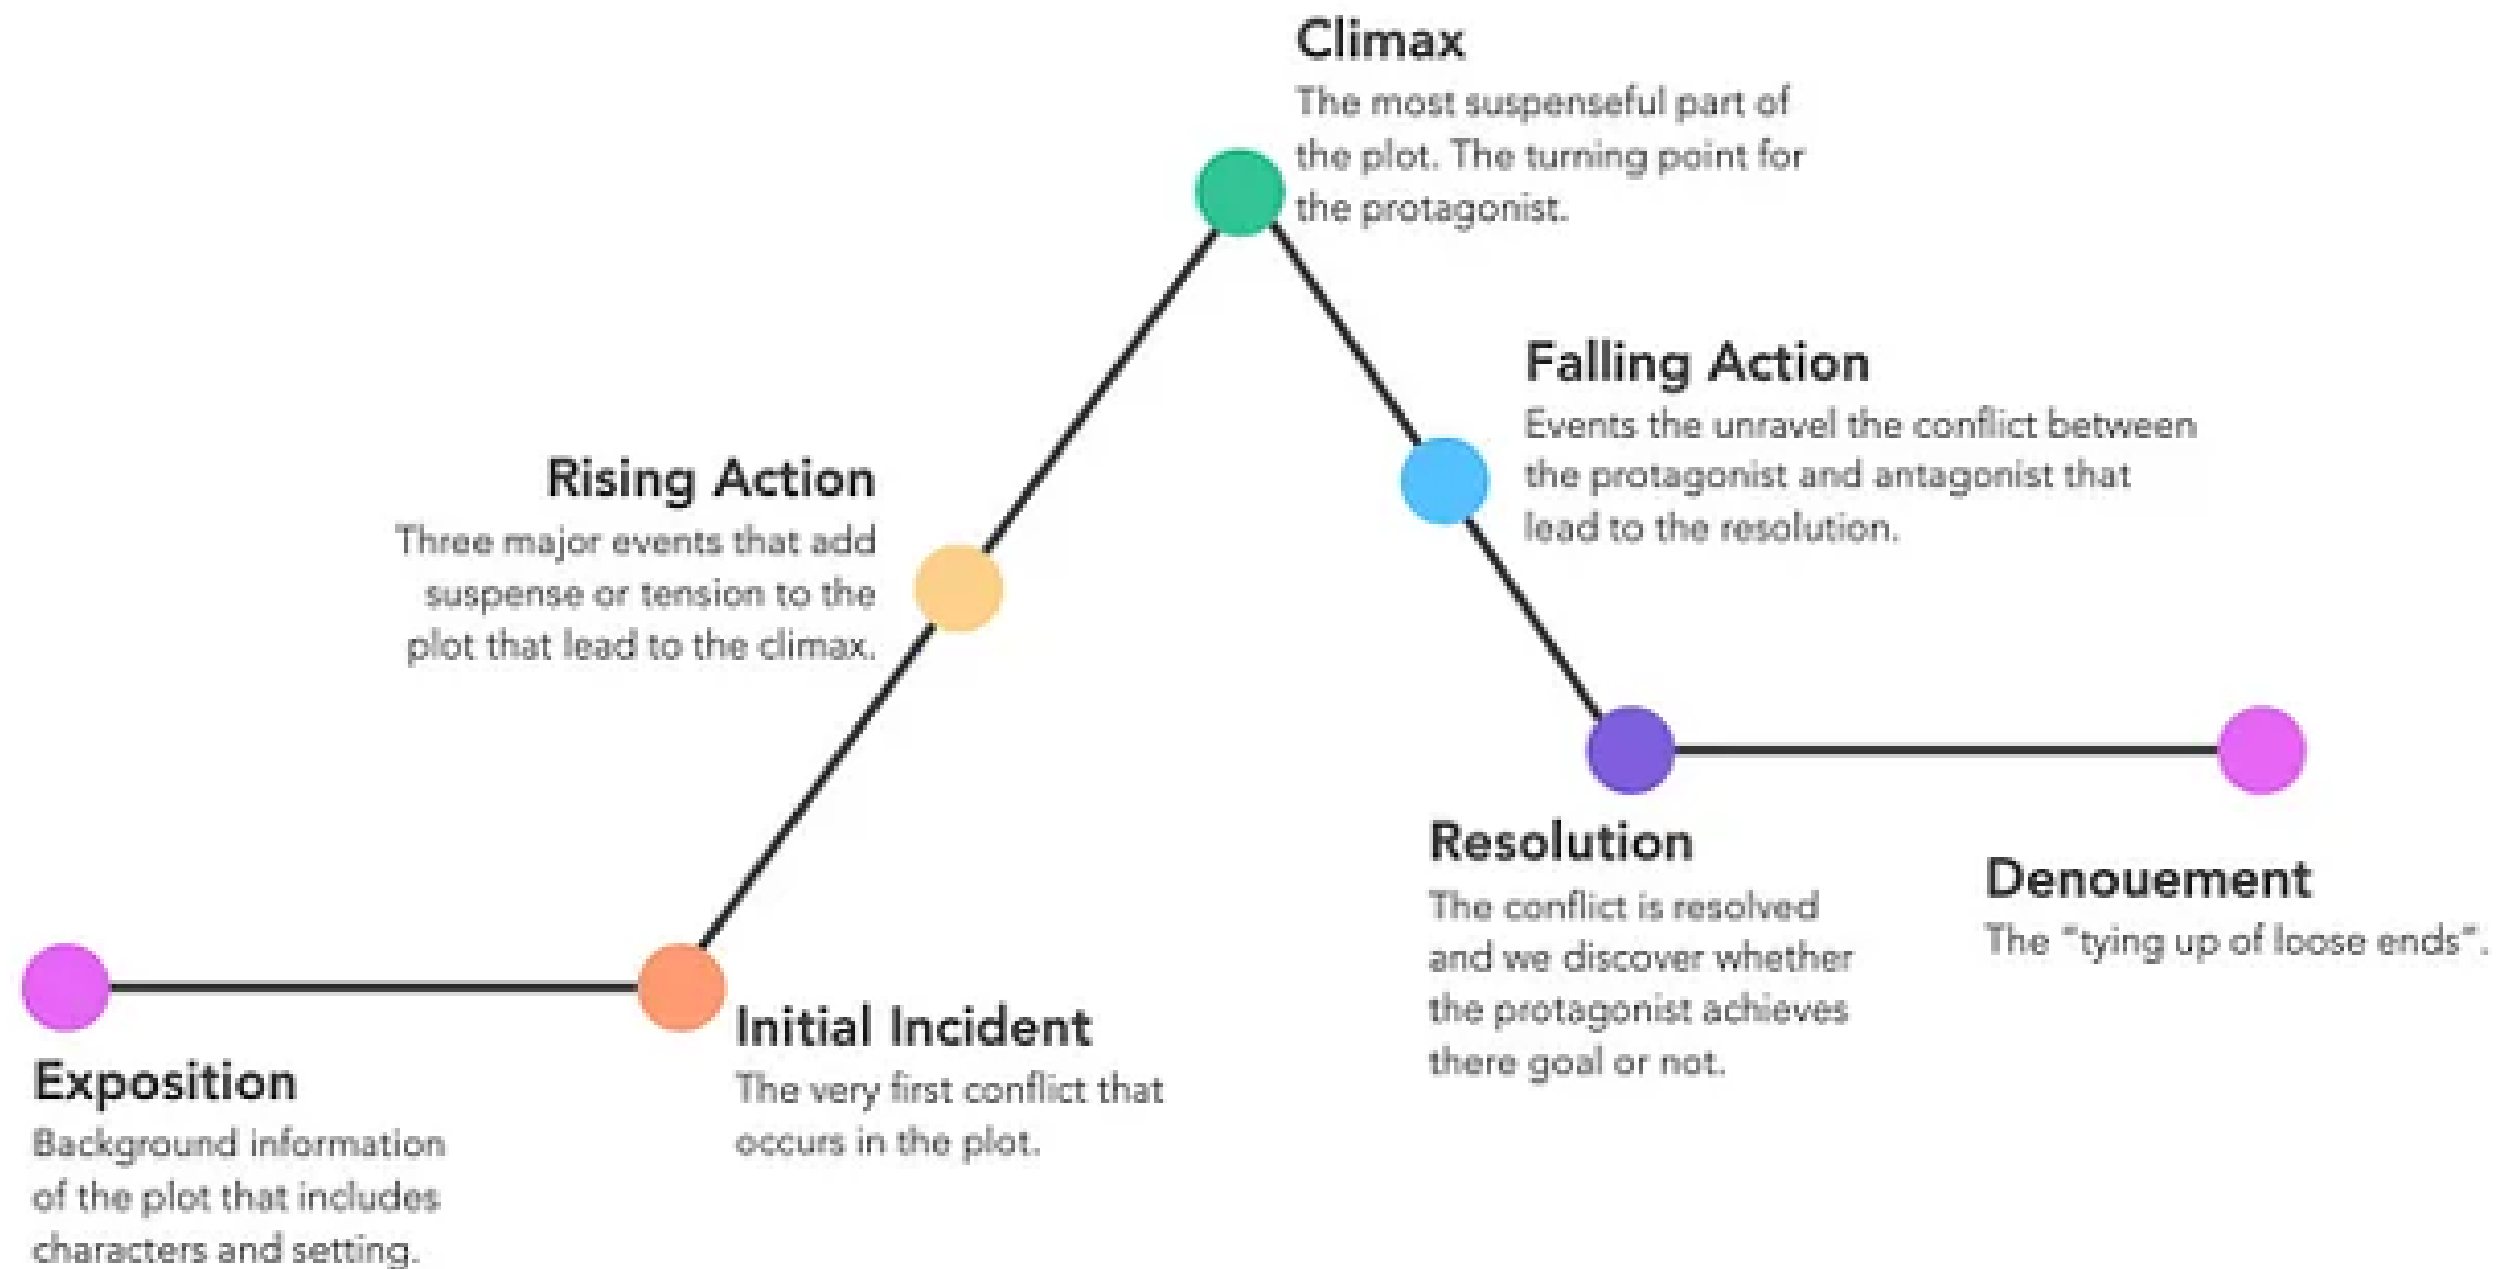 Climax
The most suspenseful part of
the plot. The turning point for
the protagonist.
Falling Action
Events the unravel the conflict between
the protagonist and antagonist that
lead to the resolution.
Rising Action
Three major events that add
suspense or tension to the
plot that lead to the climax.
Resolution
The conflict is resolved
and we discover whether
the protagonist achieves
there goal or not.
Denouement
The "tying up of loose ends".
Initial Incident
The very first conflict that
occurs in the plot.
Exposition
Background information
of the plot that includes
characters and setting.